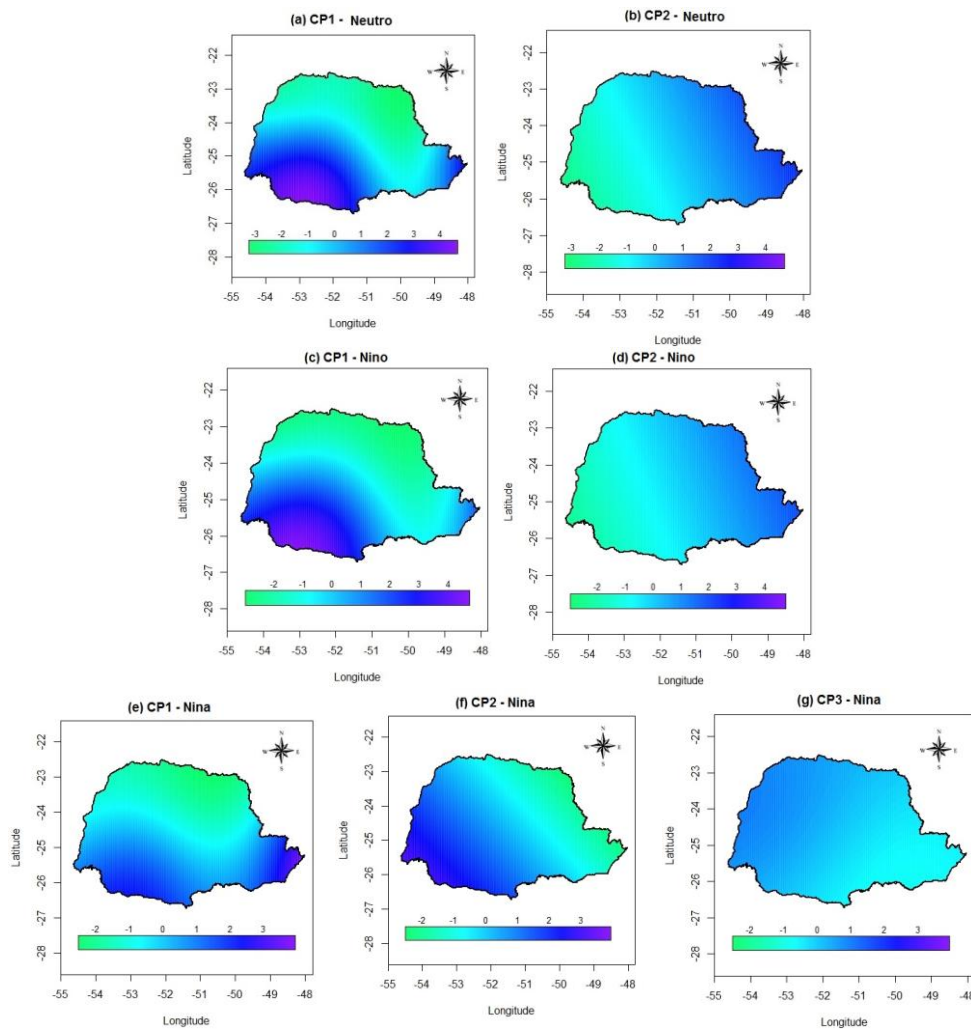 (a) CP1 - Neutro
N
W E
S
Latitude
-22
-23
-24
-25
-26
-27
-28
-3 -2 -1 0 1 2 3 4
-55 -54 -53 -52 -51 -50 -49 -48
Longitude
(b) CP2 - Neutro
N
W E
S
Latitude
-22
-23
-24
-25
-26
-27
-28
-3 -2 -1 0 1 2 3 4
-55 -54 -53 -52 -51 -50 -49 -48
Longitude
(c) CP1 - Nino
N
W E
S
Latitude
-22
-23
-24
-25
-26
-27
-28
-2 -1 0 1 2 3 4
-55 -54 -53 -52 -51 -50 -49 -48
Longitude
(d) CP2 - Nino
N
W E
S
Latitude
-22
-23
-24
-25
-26
-27
-28
-2 -1 0 1 2 3 4
-55 -54 -53 -52 -51 -50 -49 -48
Longitude
(e) CP1 - Nina
N
W E
S
Latitude
-22
-23
-24
-25
-26
-27
-28
-2 -1 0 1 2 3
-55 -54 -53 -52 -51 -50 -49 -48
Longitude
(f) CP2 - Nina
N
W E
S
Latitude
-22
-23
-24
-25
-26
-27
-28
-2 -1 0 1 2 3
-55 -54 -53 -52 -51 -50 -49 -48
Longitude
(g) CP3 - Nina
N
W E
S
Latitude
-22
-23
-24
-25
-26
-27
-28
-2 -1 0 1 2 3
-55 -54 -53 -52 -51 -50 -49 -48
Longitude